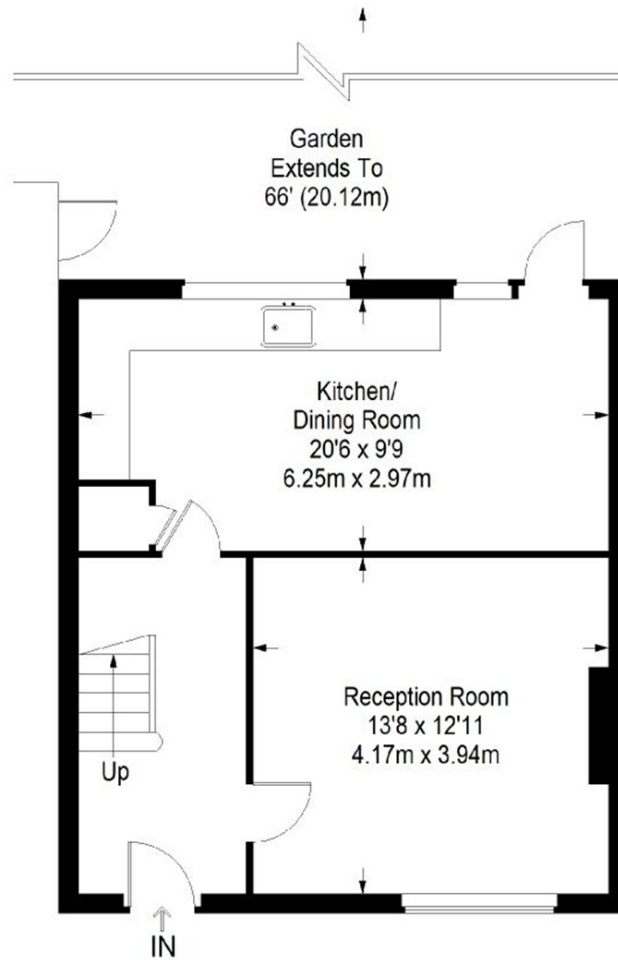 Garden
Extends To
66' (20.12m)
Kitchen/
Dining Room
20'6 x 9'9
6.25m x 2.97m
Reception Room
13'8 x 12'11
4.17m x 3.94m
Up
IN